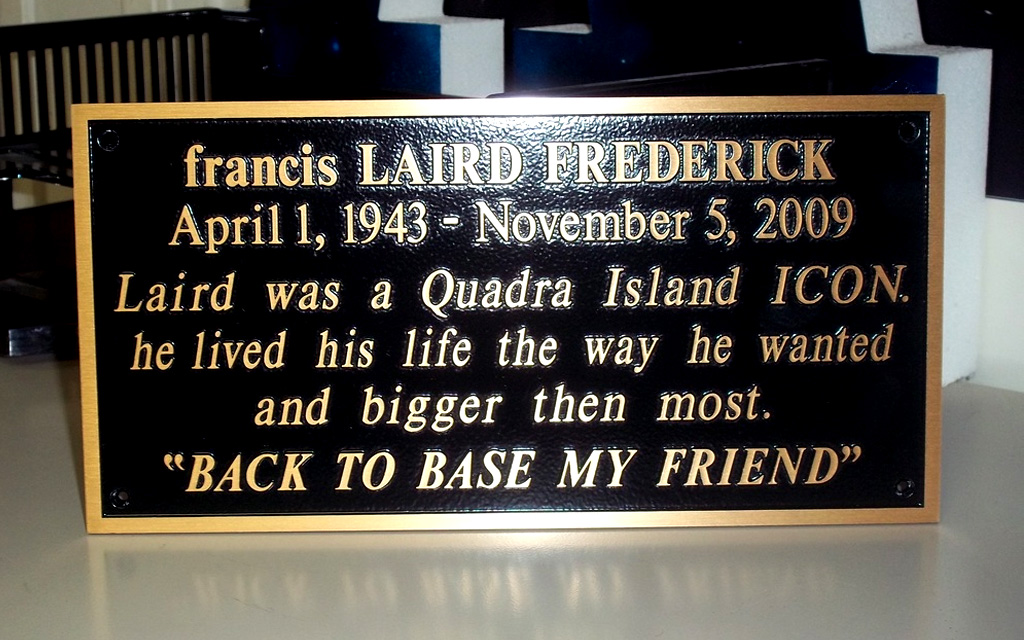 francis LAIRD FREDERICK
April 1, 1943 - November 5, 2009
Laird was a Quadra Island ICON.
he lived his life the way he wanted
and bigger then most.
“BACK TO BASE MY FRIEND”